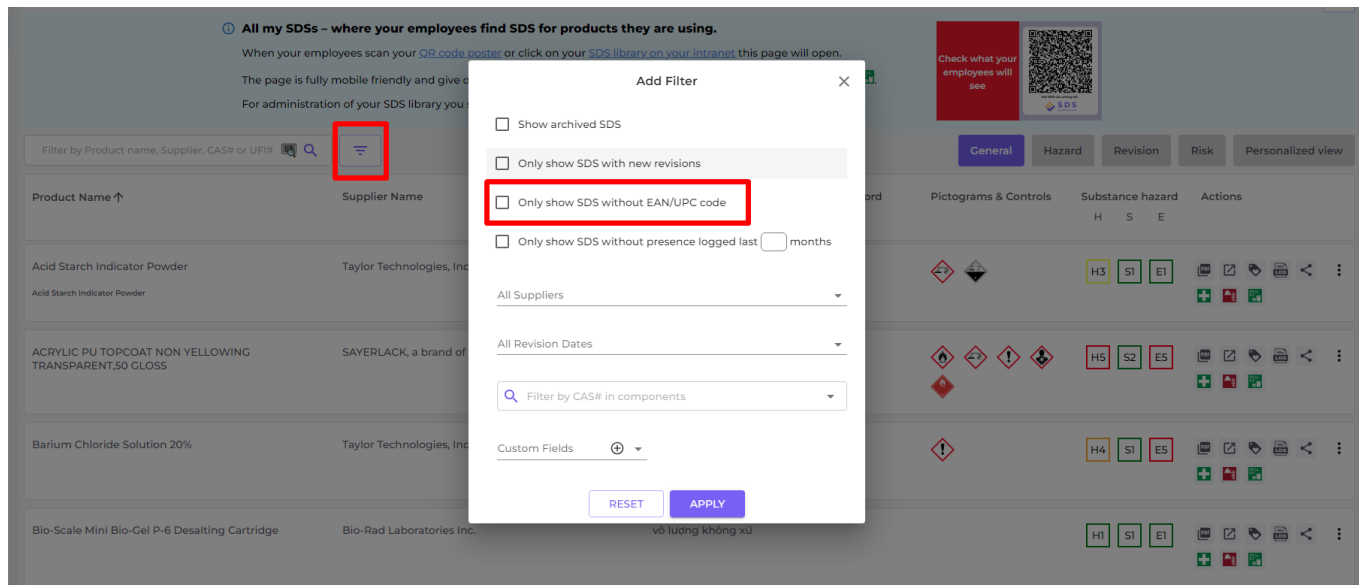 All my SDSs – where your employees find SDS for products they are using.
When your employees scan your QR code poster or click on your SDS library on your intranet this page will open.
The page is fully mobile friendly and give
For administration of your SDS library you
Check what your
employees will
see
SDS
Add Filter
Show archived SDS
Only show SDS with new revisions
Only show SDS without EAN/UPC code
Only show SDS without presence logged last months
All Suppliers
All Revision Dates
Filter by CAS# in components
Custom Fields
RESET APPLY
Filter by Product name, Supplier, CAS# or UFI#
General Hazard Revision Risk Personalized view
Product Name Supplier Name Pictograms & Controls Substance hazard Actions
H S E
Acid Starch Indicator Powder Taylor Technologies, Inc H3 S1 E1
Acid Starch Indicator Powder
ACRYLIC PU TOPCOAT NON YELLOWING SAYERLACK, a brand of H5 S2 E5
TRANSPARENT,50 GLOSS
Barium Chloride Solution 20% Taylor Technologies, Inc H4 S1 E5
Bio-Scale Mini Bio-Gel P-6 Desalting Cartridge Bio-Rad Laboratories Inc. vô lượng không xứ H1 S1 E1